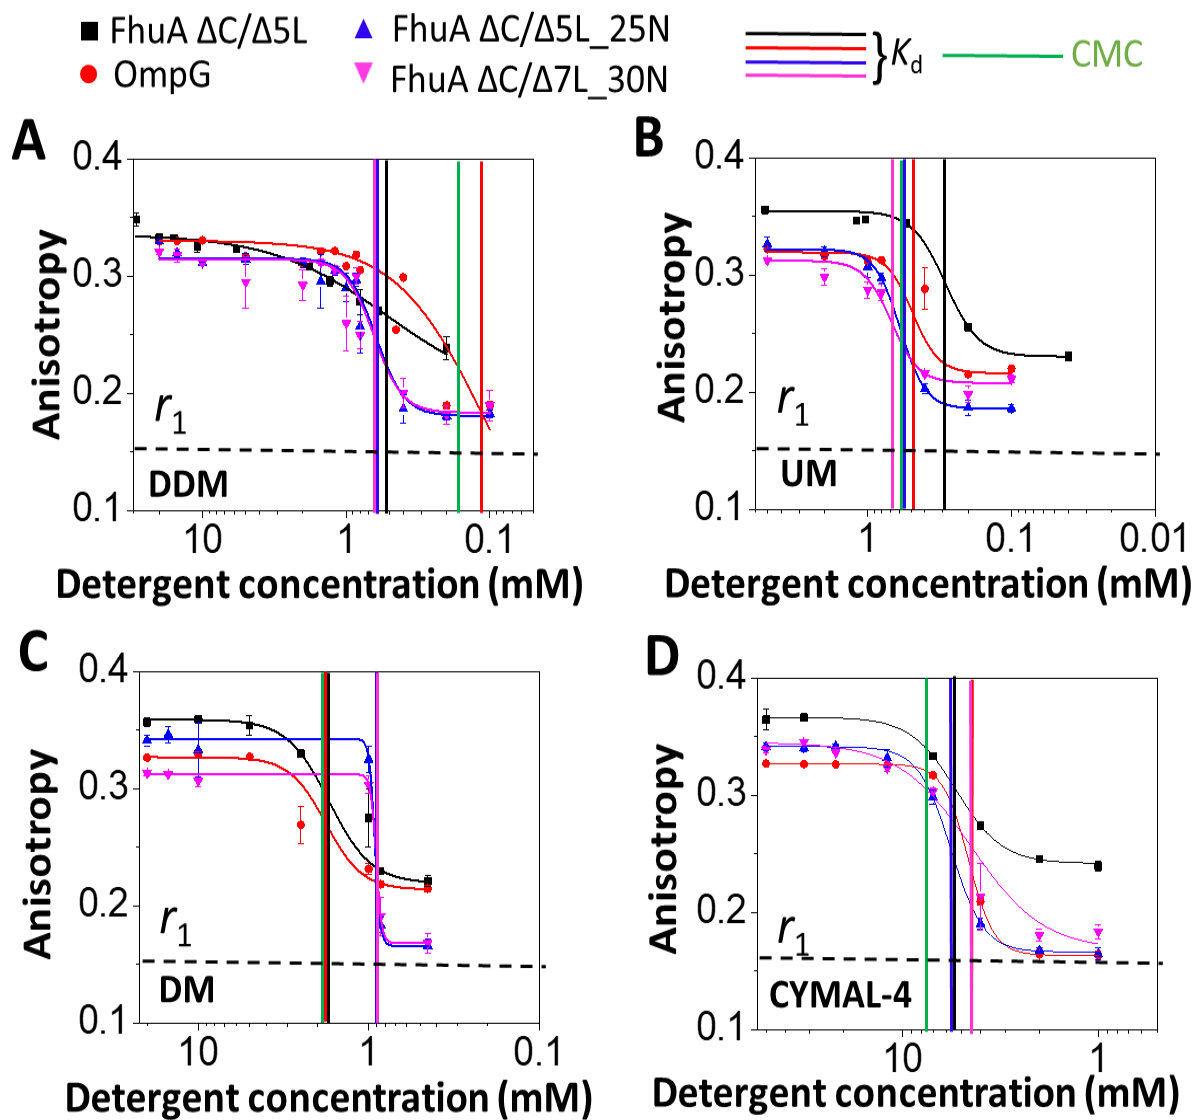 FhuA ΔC/Δ5L
FhuA ΔC/Δ5L_25N
OmpG
FhuA ΔC/Δ7L_30N
}Kd
CMC
A
0.4
0.3
0.2
0.1
Anisotropy
r1
DDM
10
1
0.1
Detergent concentration (mM)
B
0.4
0.3
0.2
0.1
Anisotropy
r1
UM
1
0.1
0.01
Detergent concentration (mM)
C
0.4
0.3
0.2
0.1
Anisotropy
r1
DM
10
1
0.1
Detergent concentration (mM)
D
0.4
0.3
0.2
0.1
Anisotropy
r1
CYMAL-4
10
1
Detergent concentration (mM)